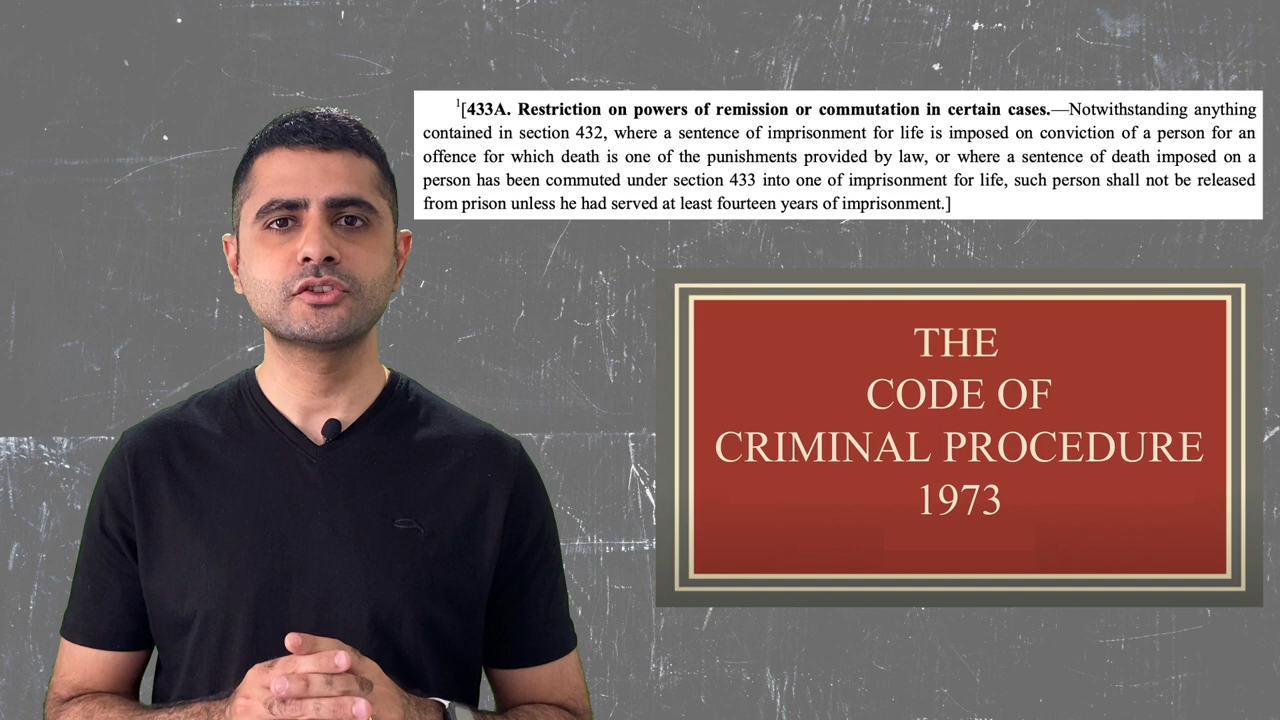 ¹[433A. Restriction on powers of remission or commutation in certain cases.—Notwithstanding anything
contained in section 432, where a sentence of imprisonment for life is imposed on conviction of a person for an
offence for which death is one of the punishments provided by law, or where a sentence of death imposed on a
person has been commuted under section 433 into one of imprisonment for life, such person shall not be released
from prison unless he had served at least fourteen years of imprisonment.]
THE
CODE OF
CRIMINAL PROCEDURE
1973